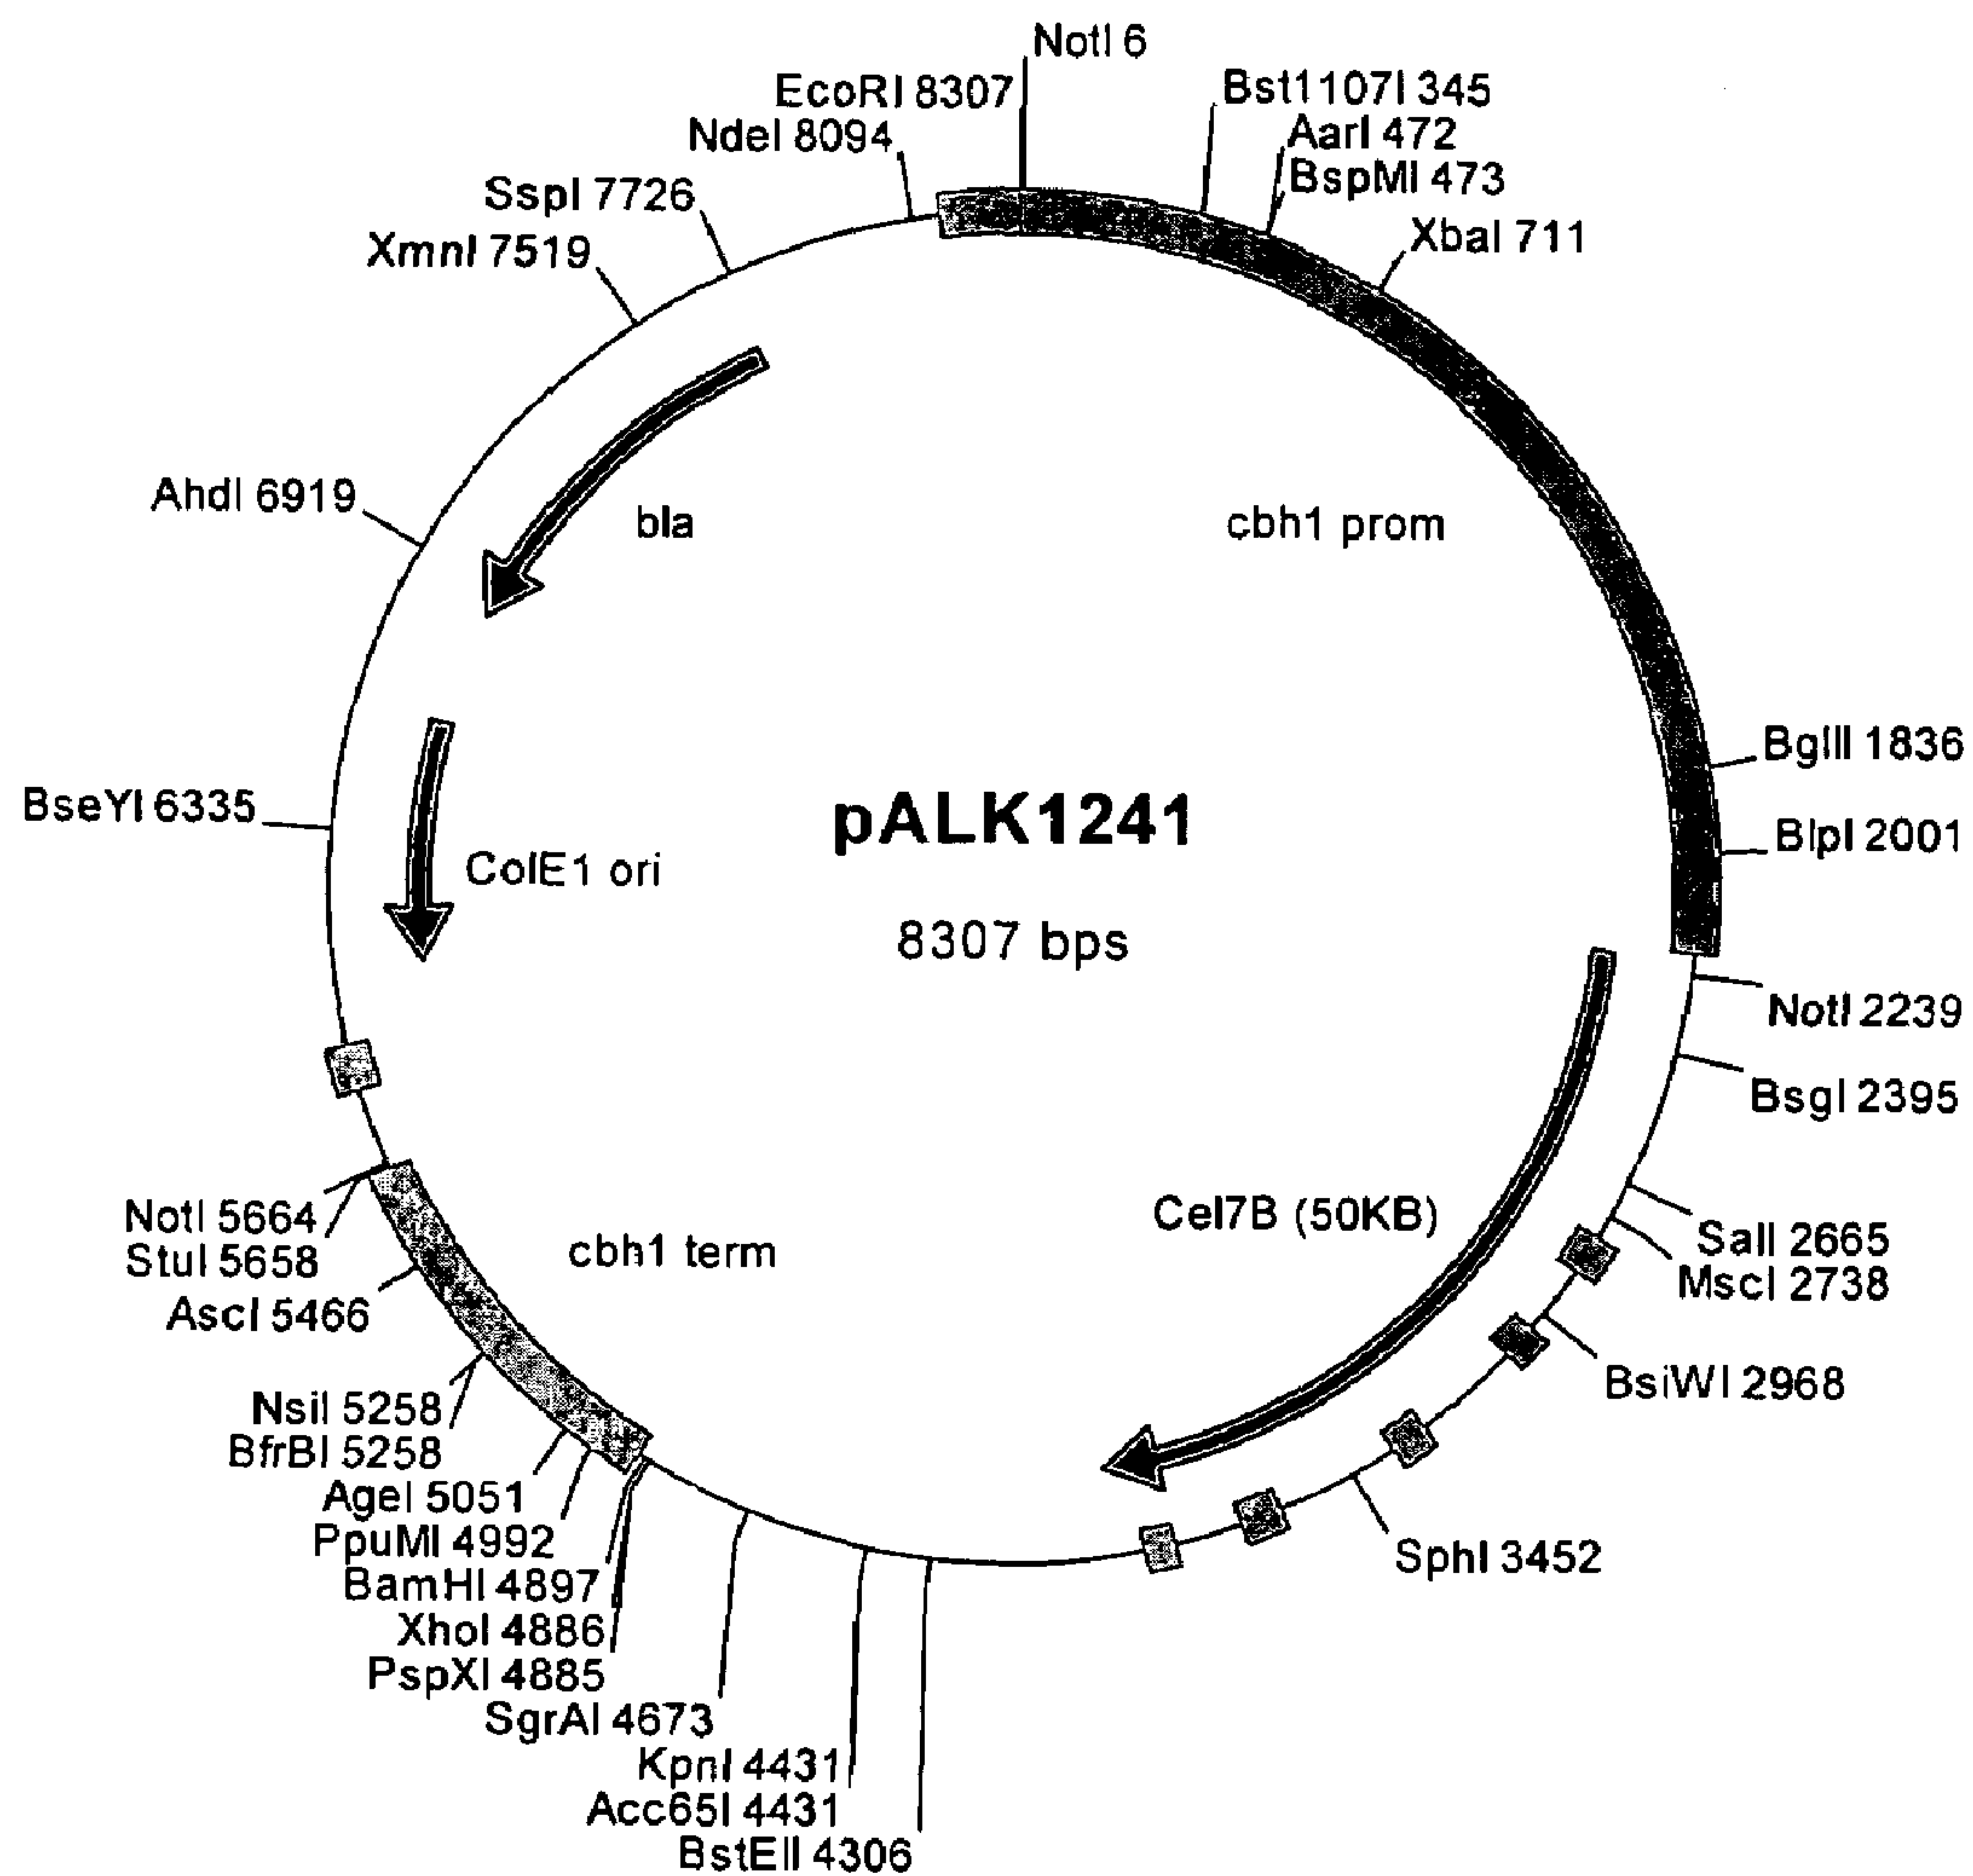 NotI 6
EcoRI 8307
Bst1107I 345
NdeI 8094
AarI 472
SspI 7726
BspMI 473
XmnI 7519
XbaI 711
AhdI 6919
bla
cbh1 prom
BglII 1836
BseYI 6335
pALK1241
BlpI 2001
ColE1 ori
8307 bps
NotI 2239
BsgI 2395
NotI 5664
Cel7B (50KB)
StuI 5658
cbh1 term
SalI 2665
AscI 5466
MscI 2738
NsiI 5258
BsiWI 2968
BfrBI 5258
AgeI 5051
PpuMI 4992
SphI 3452
BamHI 4897
XhoI 4886
PspXI 4885
SgrAI 4673
KpnI 4431
Acc65I 4431
BstEII 4306